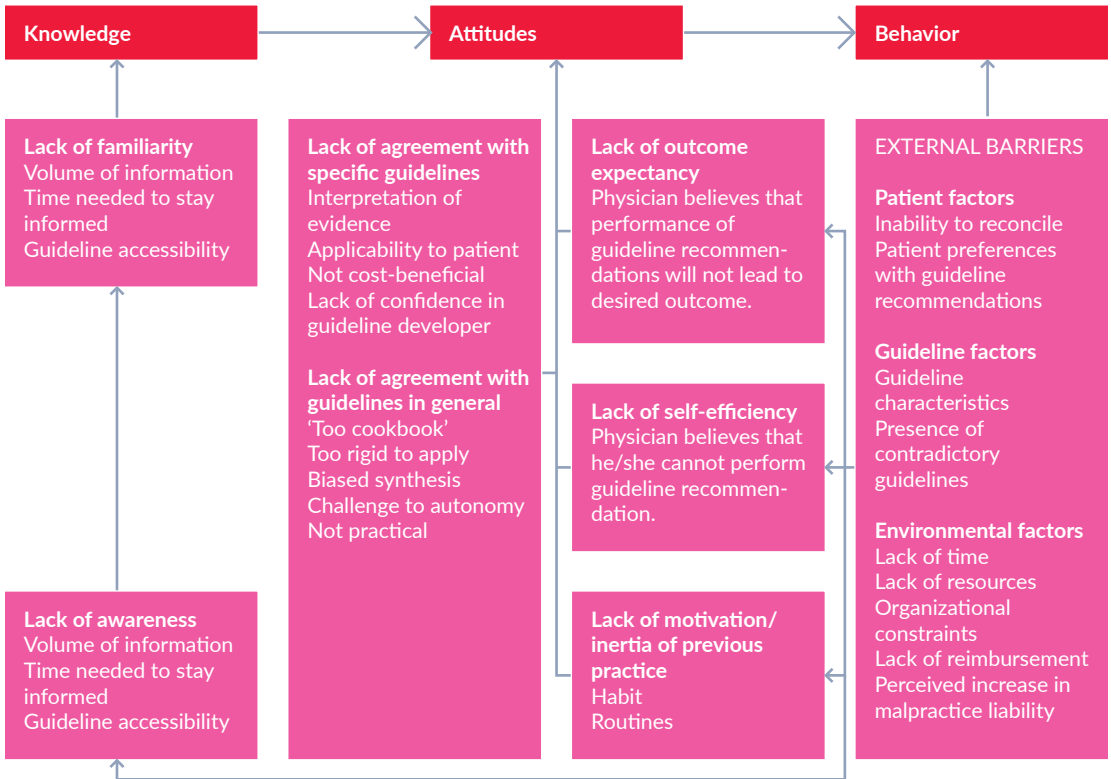 Knowledge
Attitudes
Behavior
Lack of familiarity
Volume of information
Time needed to stay
informed
Guideline accessibility
Lack of awareness
Volume of information
Time needed to stay
informed
Guideline accessibility
Lack of agreement with
specific guidelines
Interpretation of
evidence
Applicability to patient
Not cost-beneficial
Lack of confidence in
guideline developer
Lack of agreement with
guidelines in general
‘Too cookbook’
Too rigid to apply
Biased synthesis
Challenge to autonomy
Not practical
Lack of outcome
expectancy
Physician believes that
performance of
guideline recommen-
dations will not lead to
desired outcome.
Lack of self-efficiency
Physician believes that
he/she cannot perform
guideline recommen-
dation.
Lack of motivation/
inertia of previous
practice
Habit
Routines
EXTERNAL BARRIERS
Patient factors
Inability to reconcile
Patient preferences
with guideline
recommendations
Guideline factors
Guideline
characteristics
Presence of
contradictory
guidelines
Environmental factors
Lack of time
Lack of resources
Organizational
constraints
Lack of reimbursement
Perceived increase in
malpractice liability